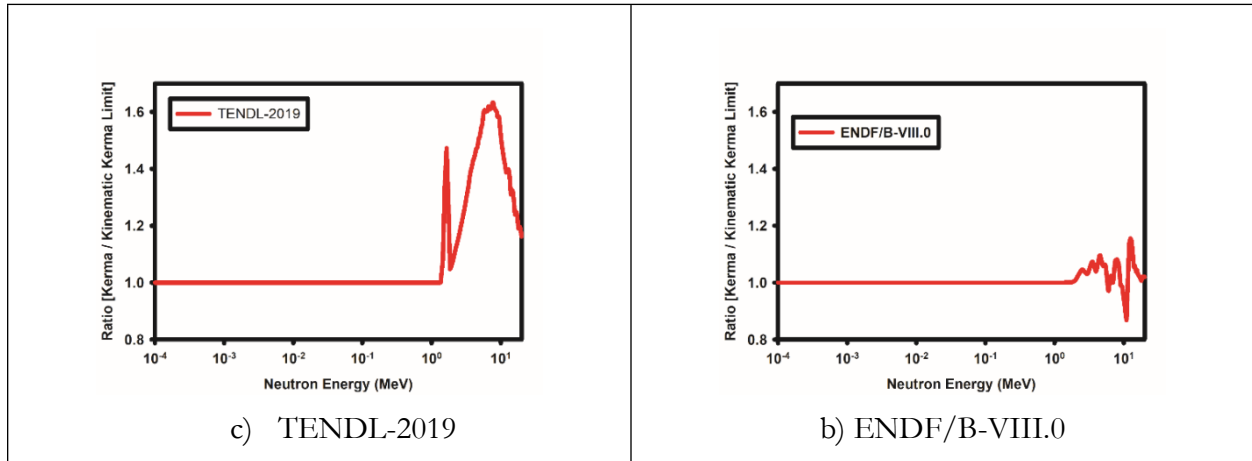 Ratio [Kerma / Kinematic Kerma Limit]
1.6
1.4
1.2
1.0
0.8
TENDL-2019
10-4
10-3
10-2
10-1
100
101
Neutron Energy (MeV)
c) TENDL-2019
Ratio [Kerma / Kinematic Kerma Limit]
1.6
1.4
1.2
1.0
0.8
ENDF/B-VIII.0
10-4
10-3
10-2
10-1
100
101
Neutron Energy (MeV)
b) ENDF/B-VIII.0